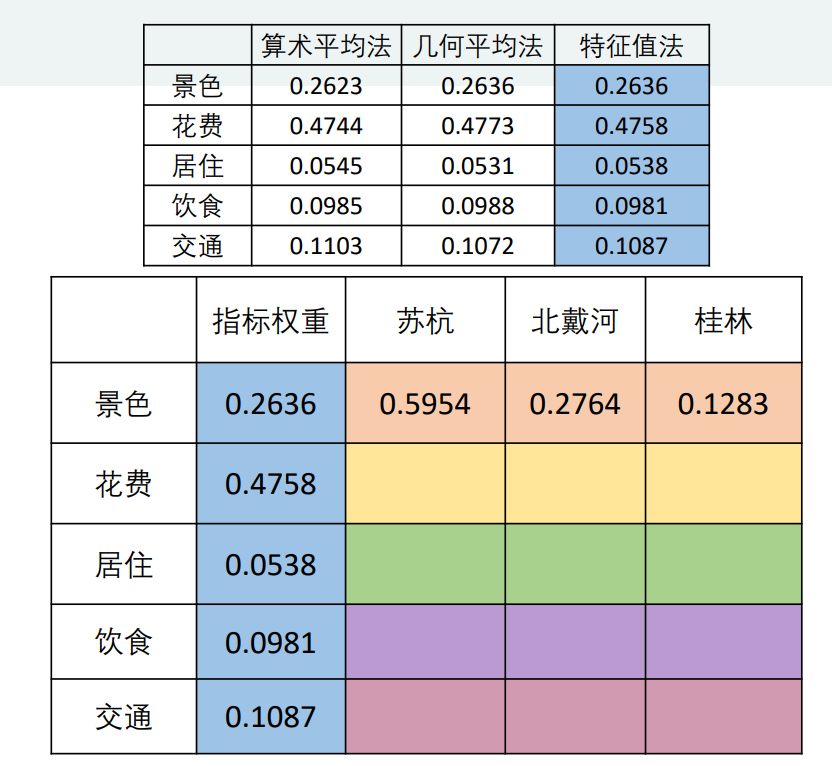 算术平均法 几何平均法 特征值法
景色 0.2623 0.2636 0.2636
花费 0.4744 0.4773 0.4758
居住 0.0545 0.0531 0.0538
饮食 0.0985 0.0988 0.0981
交通 0.1103 0.1072 0.1087
指标权重 苏杭 北戴河 桂林
景色 0.2636 0.5954 0.2764 0.1283
花费 0.4758
居住 0.0538
饮食 0.0981
交通 0.1087